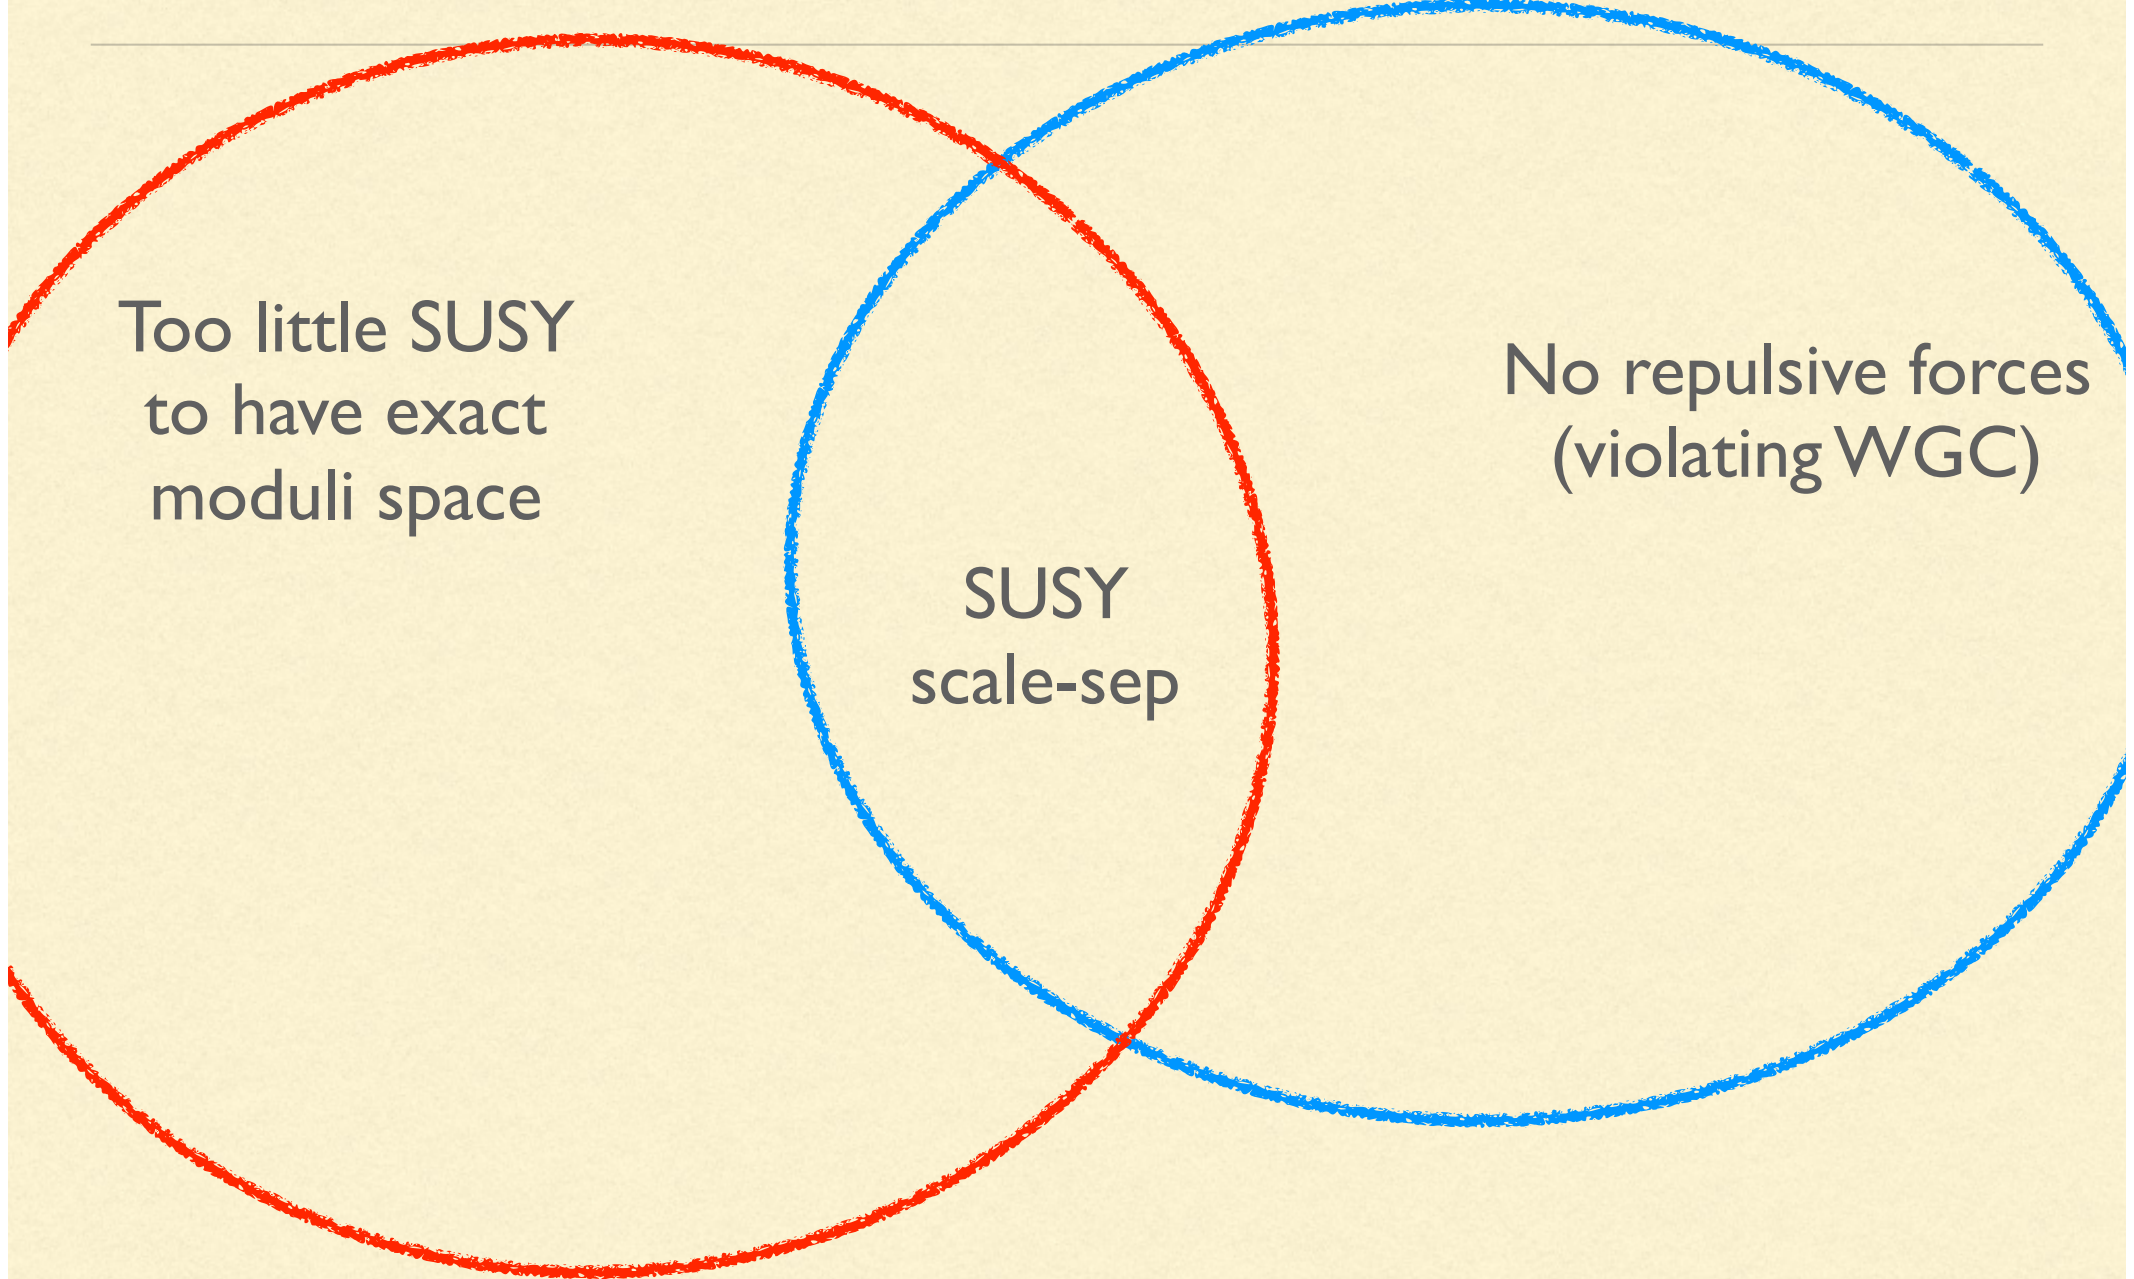 Too little SUSY
to have exact
moduli space
No repulsive forces
(violating WGC)
SUSY
scale-sep